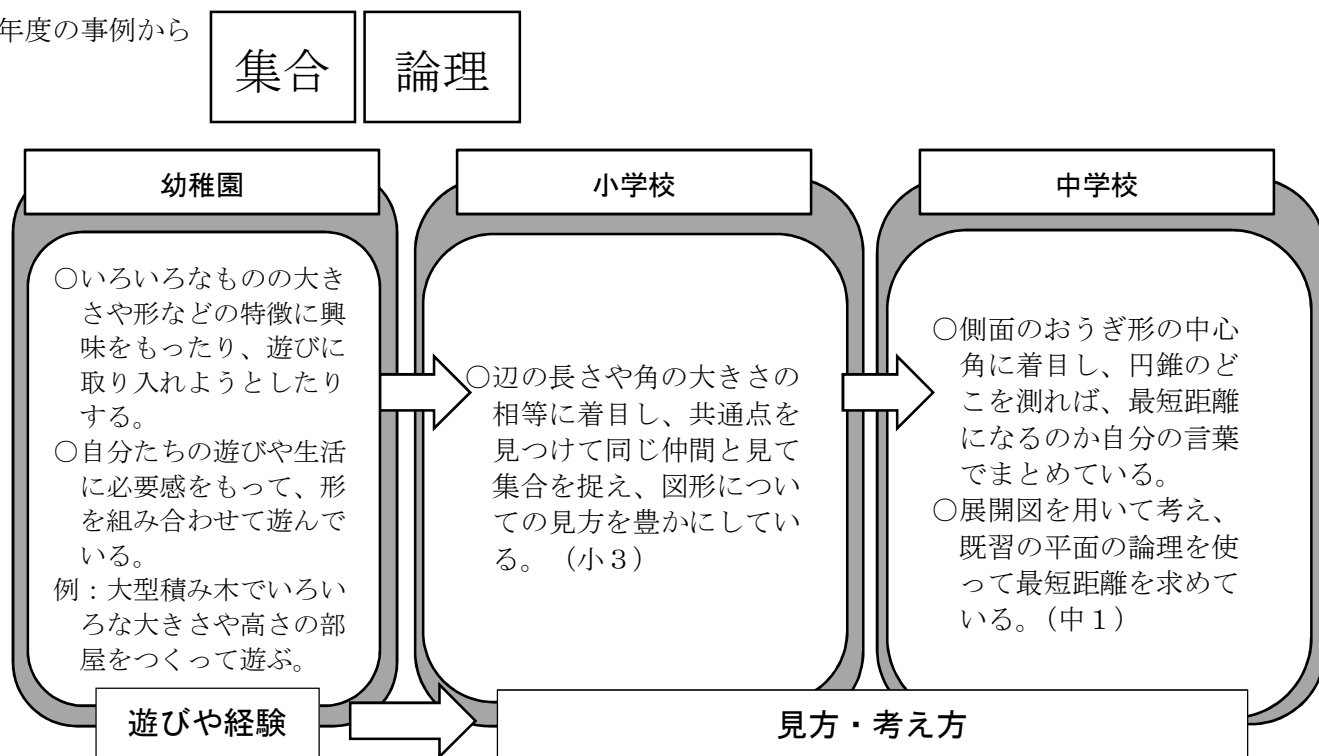 年度の事例から
集合
論理
幼稚園
○いろいろなものの大き
さや形などの特徴に興
味をもったり、遊びに
取り入れようとしたり
する。
○自分たちの遊びや生活
に必要感をもって、形
を組み合わせて遊んで
いる。
例：大型積み木でいろい
ろな大きさや高さの部
屋をつくって遊ぶ。
小学校
○辺の長さや角の大きさの
相等に着目し、共通点を
見つけて同じ仲間と見て
集合を捉え、図形につい
ての見方を豊かにしてい
る。（小３）
中学校
○側面のおうぎ形の中心
角に着目し、円錐のど
こを測れば、最短距離
になるのか自分の言葉
でまとめている。
○展開図を用いて考え、
既習の平面の論理を使
って最短距離を求めて
いる。（中１）
遊びや経験
見方・考え方